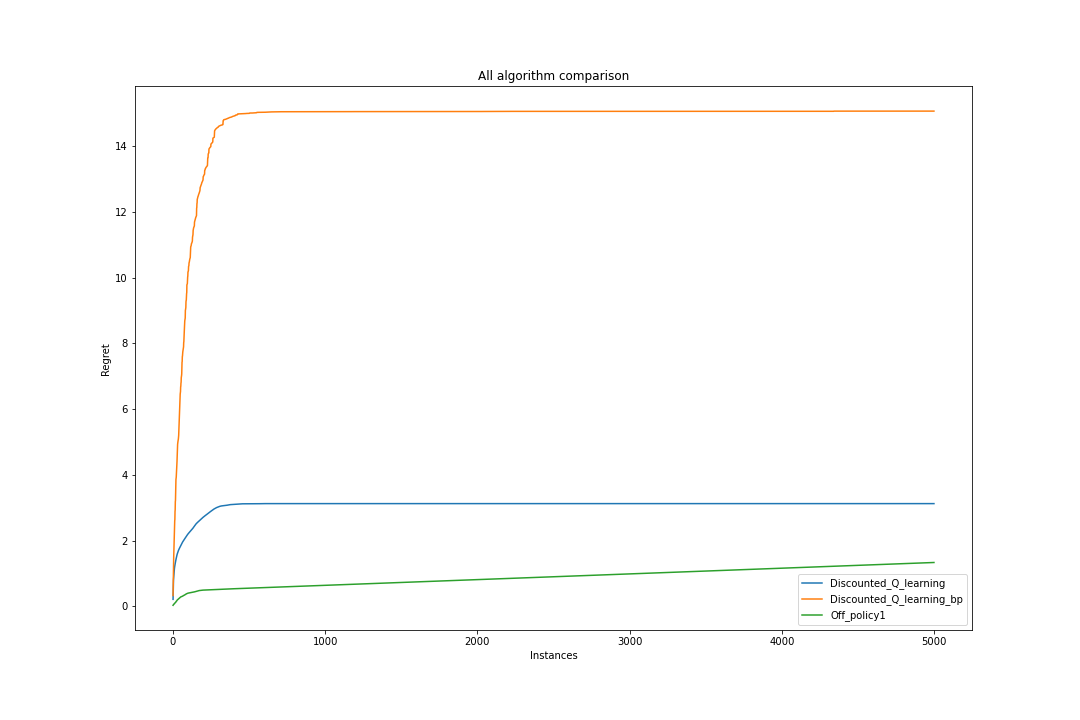 All algorithm comparison
14
12
10
8
6
4
2
0
Regret
0 1000 2000 3000 4000 5000
Instances
Discounted_Q_learning
Discounted_Q_learning_bp
Off_policy1